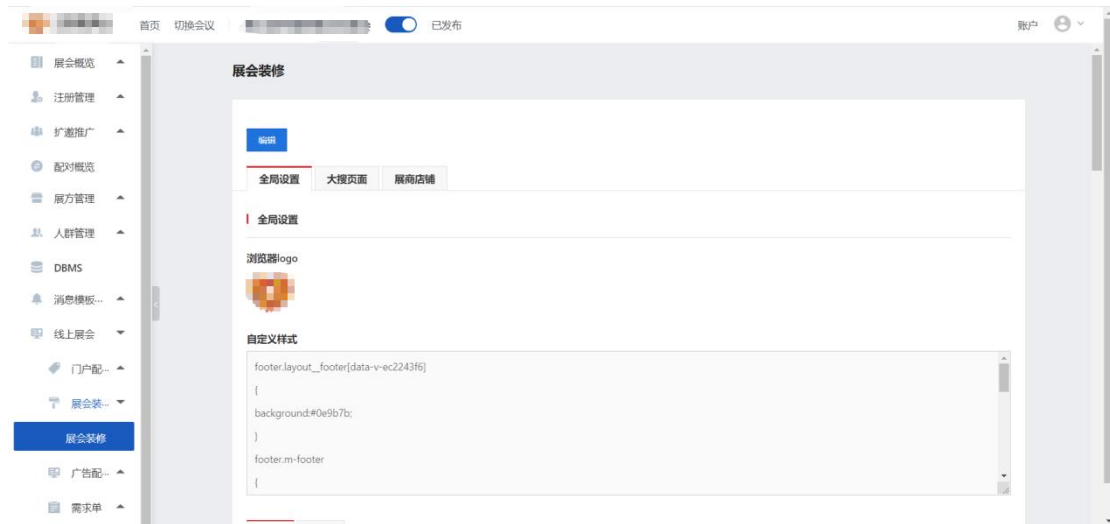 首页 切换会议 已发布 账户
展会概览
注册管理
扩邀推广
配对概览
展方管理
人群管理
DBMS
消息模板...
线上展会
门户配...
展会装...
展会装修
广告配...
需求单
展会装修
编辑
全局设置 大搜页面 展商店铺
全局设置
浏览器logo
自定义样式
footer.layout__footer[data-v-ec2243f6]
{
background:#0e9b7b;
}
footer.m-footer
{